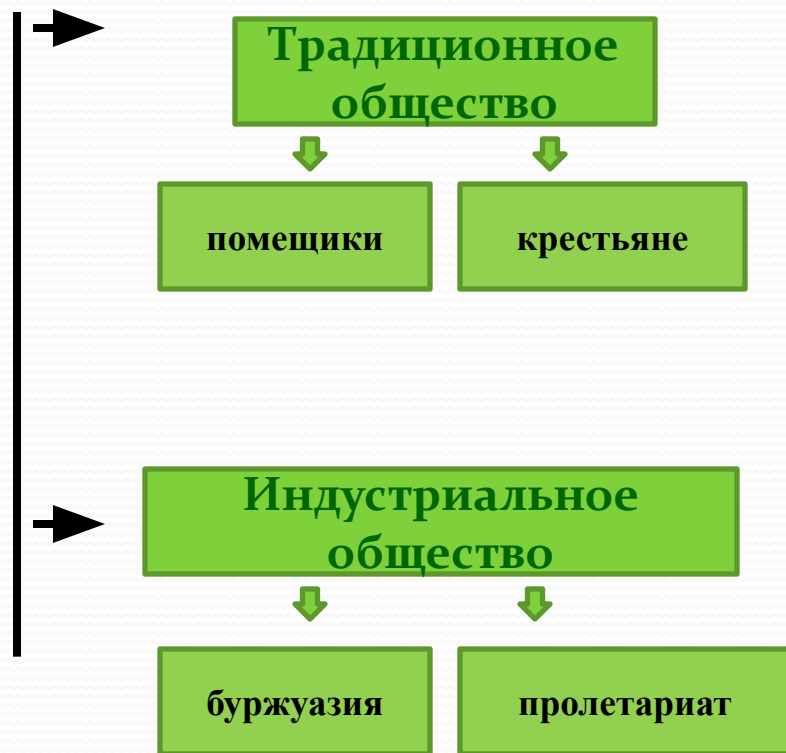 Традиционное
общество
помещики
крестьяне
Индустриальное
общество
буржуазия
пролетариат